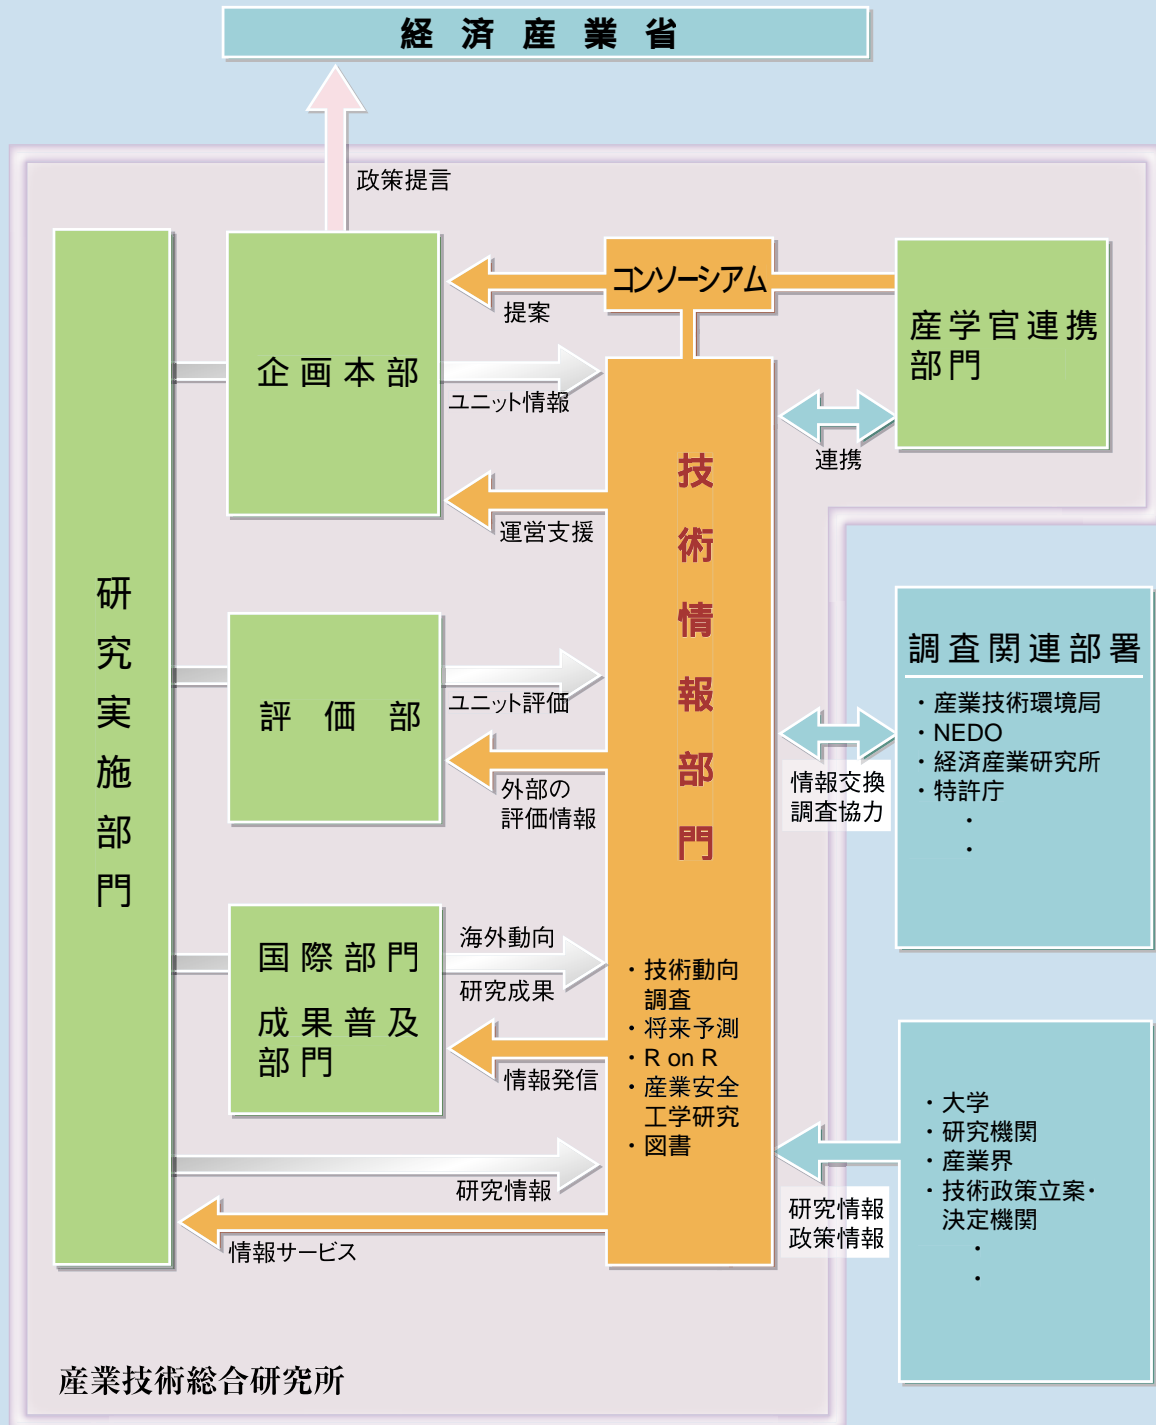 経済産業省
政策提言
研究実施部門
企画本部
提案
コンソーシアム
産学官連携
部門
ユニット情報
運営支援
連携
技術情報部門
評価部
ユニット評価
外部の
評価情報
調査関連部署
・産業技術環境局
・NEDO
・経済産業研究所
・特許庁
・
・
情報交換
調査協力
国際部門
成果普及
部門
海外動向
研究成果
情報発信
・技術動向
調査
・将来予測
・R on R
・産業安全
工学研究
・図書
・大学
・研究機関
・産業界
・技術政策立案・
決定機関
・
・
研究情報
政策情報
研究情報
情報サービス
産業技術総合研究所